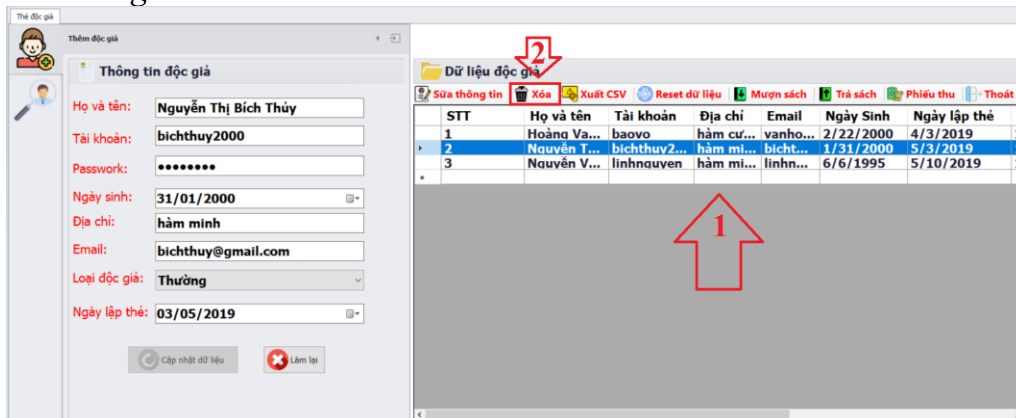 Thẻ độc giả
Thêm độc giả
Thông tin độc giả
Họ và tên: Nguyễn Thị Bích Thủy
Tài khoản: bichthuy2000
Passwork: ●●●●●●●●
Ngày sinh: 31/01/2000
Địa chỉ: hàm minh
Email: bichthuy@gmail.com
Loại độc giả: Thường
Ngày lập thẻ: 03/05/2019
Cập nhật dữ liệu Làm lại
2
Dữ liệu độc giả
Sửa thông tin Xóa Xuất CSV Reset dữ liệu Mượn sách Trả sách Phiếu thu Thoát
STT Họ và tên Tài khoản Địa chỉ Email Ngày Sinh Ngày lập thẻ
1 Hoàng Va... baovo hàm cư... vanho... 2/22/2000 4/3/2019
2 Nguyễn T... bichthuy2... hàm mi... bicht... 1/31/2000 5/3/2019
3 Nguyễn V... linhnguyen hàm mi... linhn... 6/6/1995 5/10/2019
1